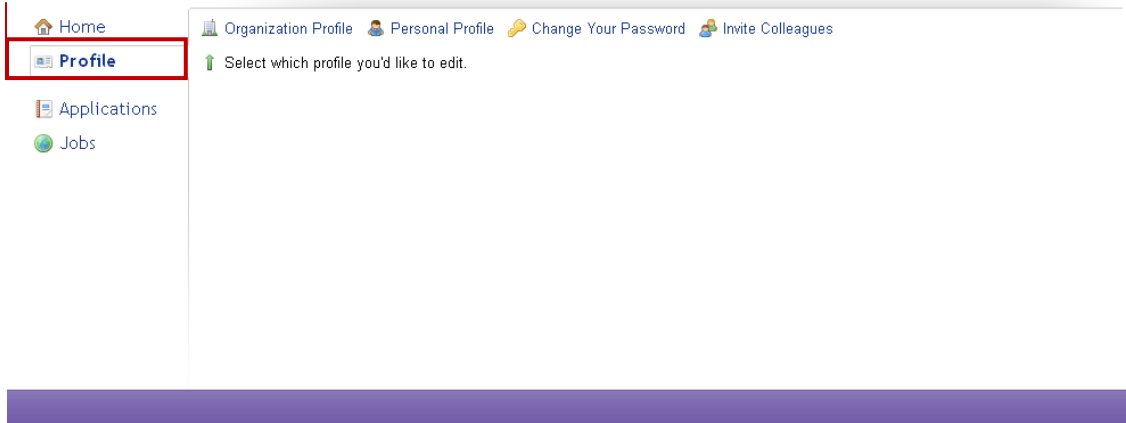 Home
Profile
Applications
Jobs
Organization Profile Personal Profile Change Your Password Invite Colleagues
Select which profile you'd like to edit.